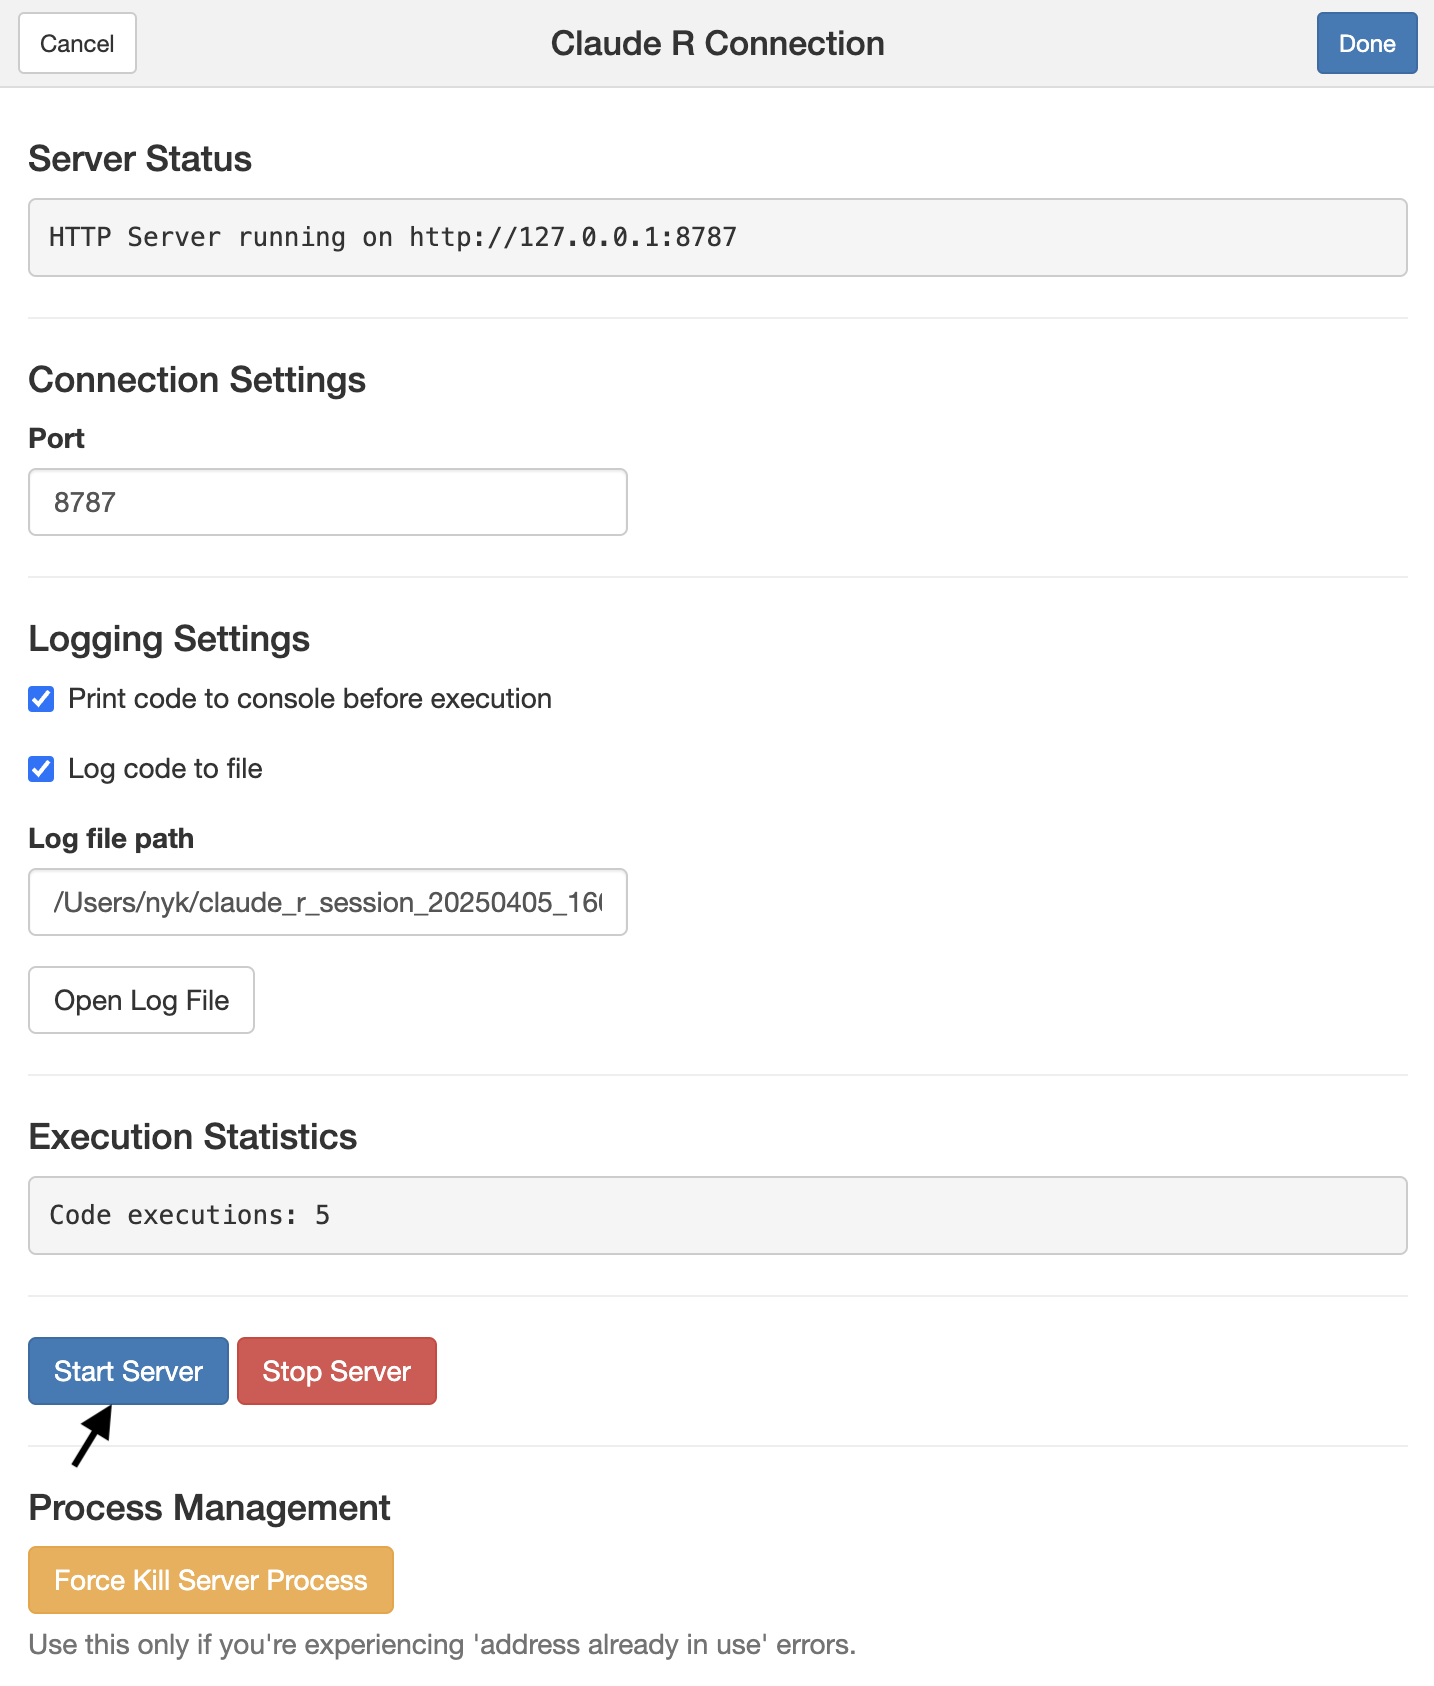 Cancel
Claude R Connection
Done
Server Status
HTTP Server running on http://127.0.0.1:8787
Connection Settings
Port
8787
Logging Settings
Print code to console before execution
Log code to file
Log file path
/Users/nyk/claude_r_session_20250405_16
Open Log File
Execution Statistics
Code executions: 5
Start Server
Stop Server
Process Management
Force Kill Server Process
Use this only if you're experiencing 'address already in use' errors.